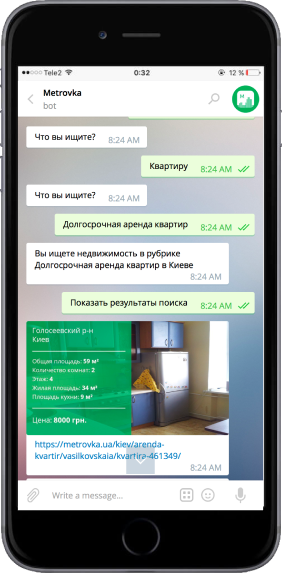 Tele2
0:32
12 %
Metrovka
bot
M
Что вы ищите?
8:24 AM
Квартиру
8:24 AM
Что вы ищите?
8:24 AM
Долгосрочная аренда квартир
8:24 AM
Вы ищете недвижимость в рубрике
Долгосрочная аренда квартир в Киеве
8:24 AM
Показать результаты поиска
8:24 AM
Голосеевский р-н
Киев
Общая площадь: 59 м²
Количество комнат: 2
Этаж: 4
Жилая площадь: 34 м²
Площадь кухни: 9 м²
Цена: 8000 грн.
https://metrovka.ua/kiev/arenda-
kvartir/vasilkovskaia/kvartira-461349/
8:24 AM
Write a message...